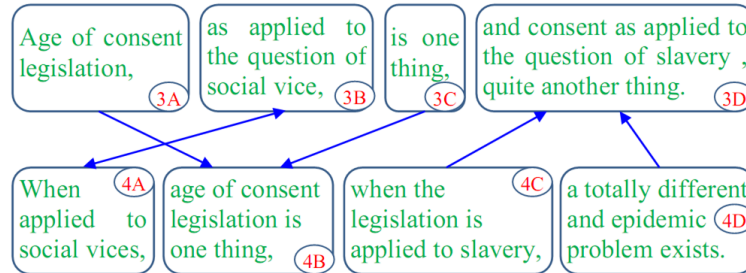 Age of consent legislation, 3A
as applied to the question of social vice, 3B
is one thing, 3C
and consent as applied to the question of slavery , quite another thing. 3D
When applied to social vices, 4A
age of consent legislation is one thing, 4B
when the legislation is applied to slavery, 4C
a totally different and epidemic problem exists. 4D